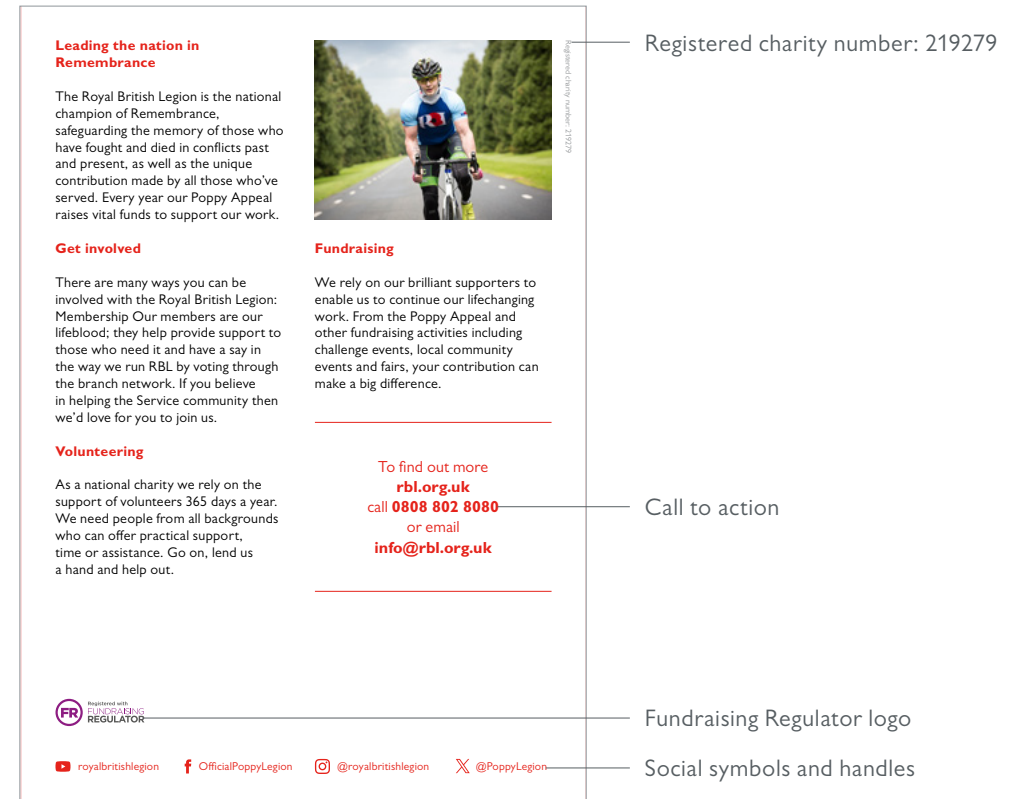 Leading the nation in
Remembrance
The Royal British Legion is the national
champion of Remembrance,
safeguarding the memory of those who
have fought and died in conflicts past
and present, as well as the unique
contribution made by all those who've
served. Every year our Poppy Appeal
raises vital funds to support our work.
Get involved
There are many ways you can be
involved with the Royal British Legion:
Membership Our members are our
lifeblood; they help provide support to
those who need it and have a say in
the way we run RBL by voting through
the branch network. If you believe
in helping the Service community then
we'd love for you to join us.
Volunteering
As a national charity we rely on the
support of volunteers 365 days a year.
We need people from all backgrounds
who can offer practical support,
time or assistance. Go on, lend us
a hand and help out.
Registered charity number: 219279
Fundraising
We rely on our brilliant supporters to
enable us to continue our lifechanging
work. From the Poppy Appeal and
other fundraising activities including
challenge events, local community
events and fairs, your contribution can
make a big difference.
To find out more
rbl.org.uk
call 0808 802 8080
or email
info@rbl.org.uk
FR
Registered with
FUNDRAISING
REGULATOR
royalbritishlegion
OfficialPoppyLegion
@royalbritishlegion
@PoppyLegion
Registered charity number: 219279
Call to action
Fundraising Regulator logo
Social symbols and handles